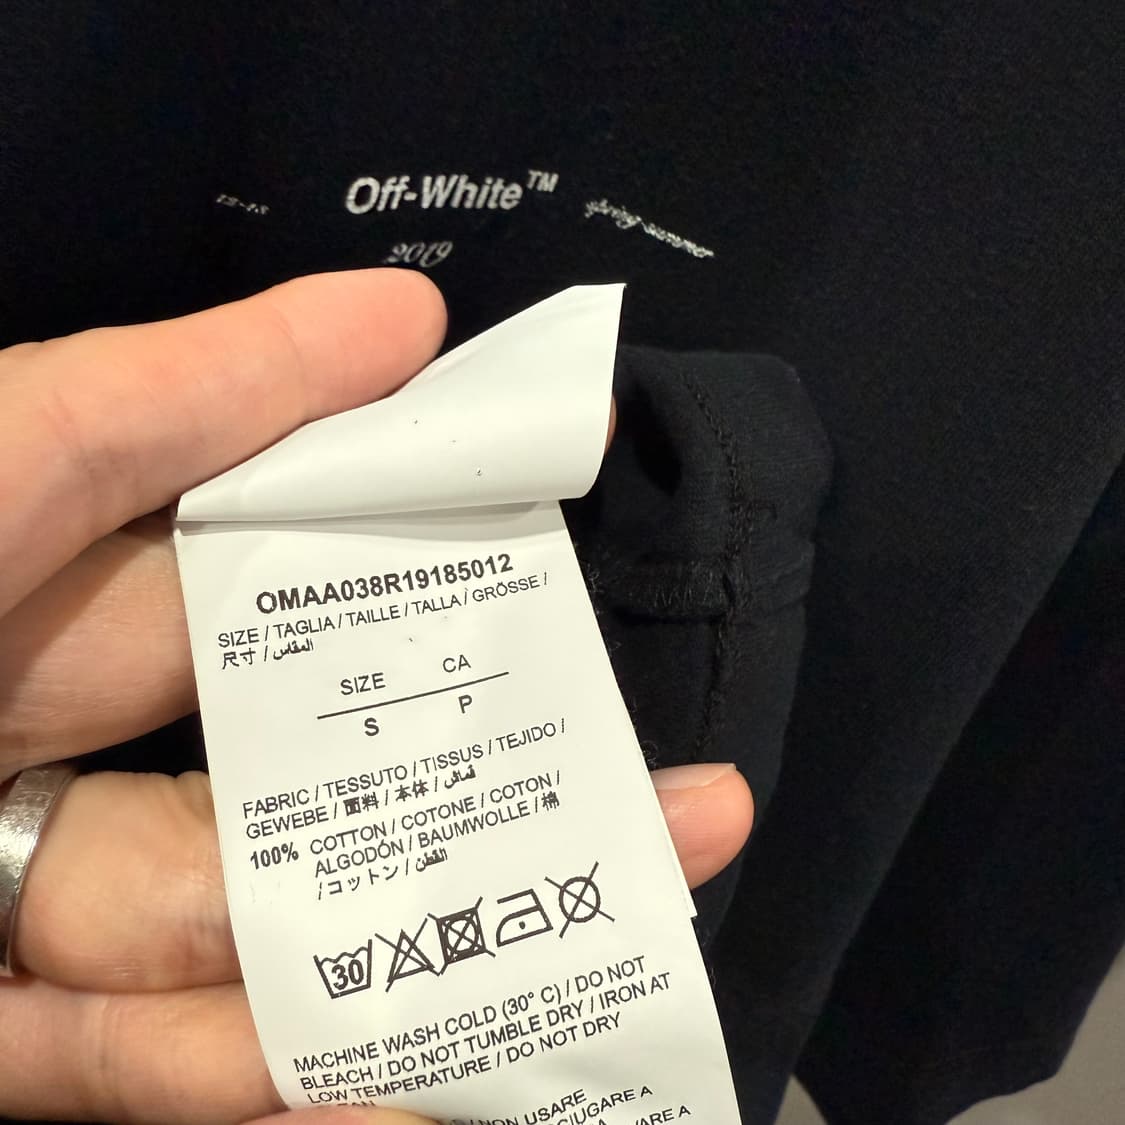 Off-White™
2019
OMAA038R19185012
SIZE / TAGLIA / TAILLE / TALLA / GRÖSSE /
尺寸 / المقاس
SIZE CA
S P
FABRIC / TESSUTO / TISSUS / TEJIDO /
GEWEBE / 面料 / 本体 / قماش
100% COTTON / COTONE / COTON /
ALGODÓN / BAUMWOLLE / 棉
/ コットン / القطن
30
MACHINE WASH COLD (30° C) / DO NOT
BLEACH / DO NOT TUMBLE DRY / IRON AT
LOW TEMPERATURE / DO NOT DRY
NON USARE